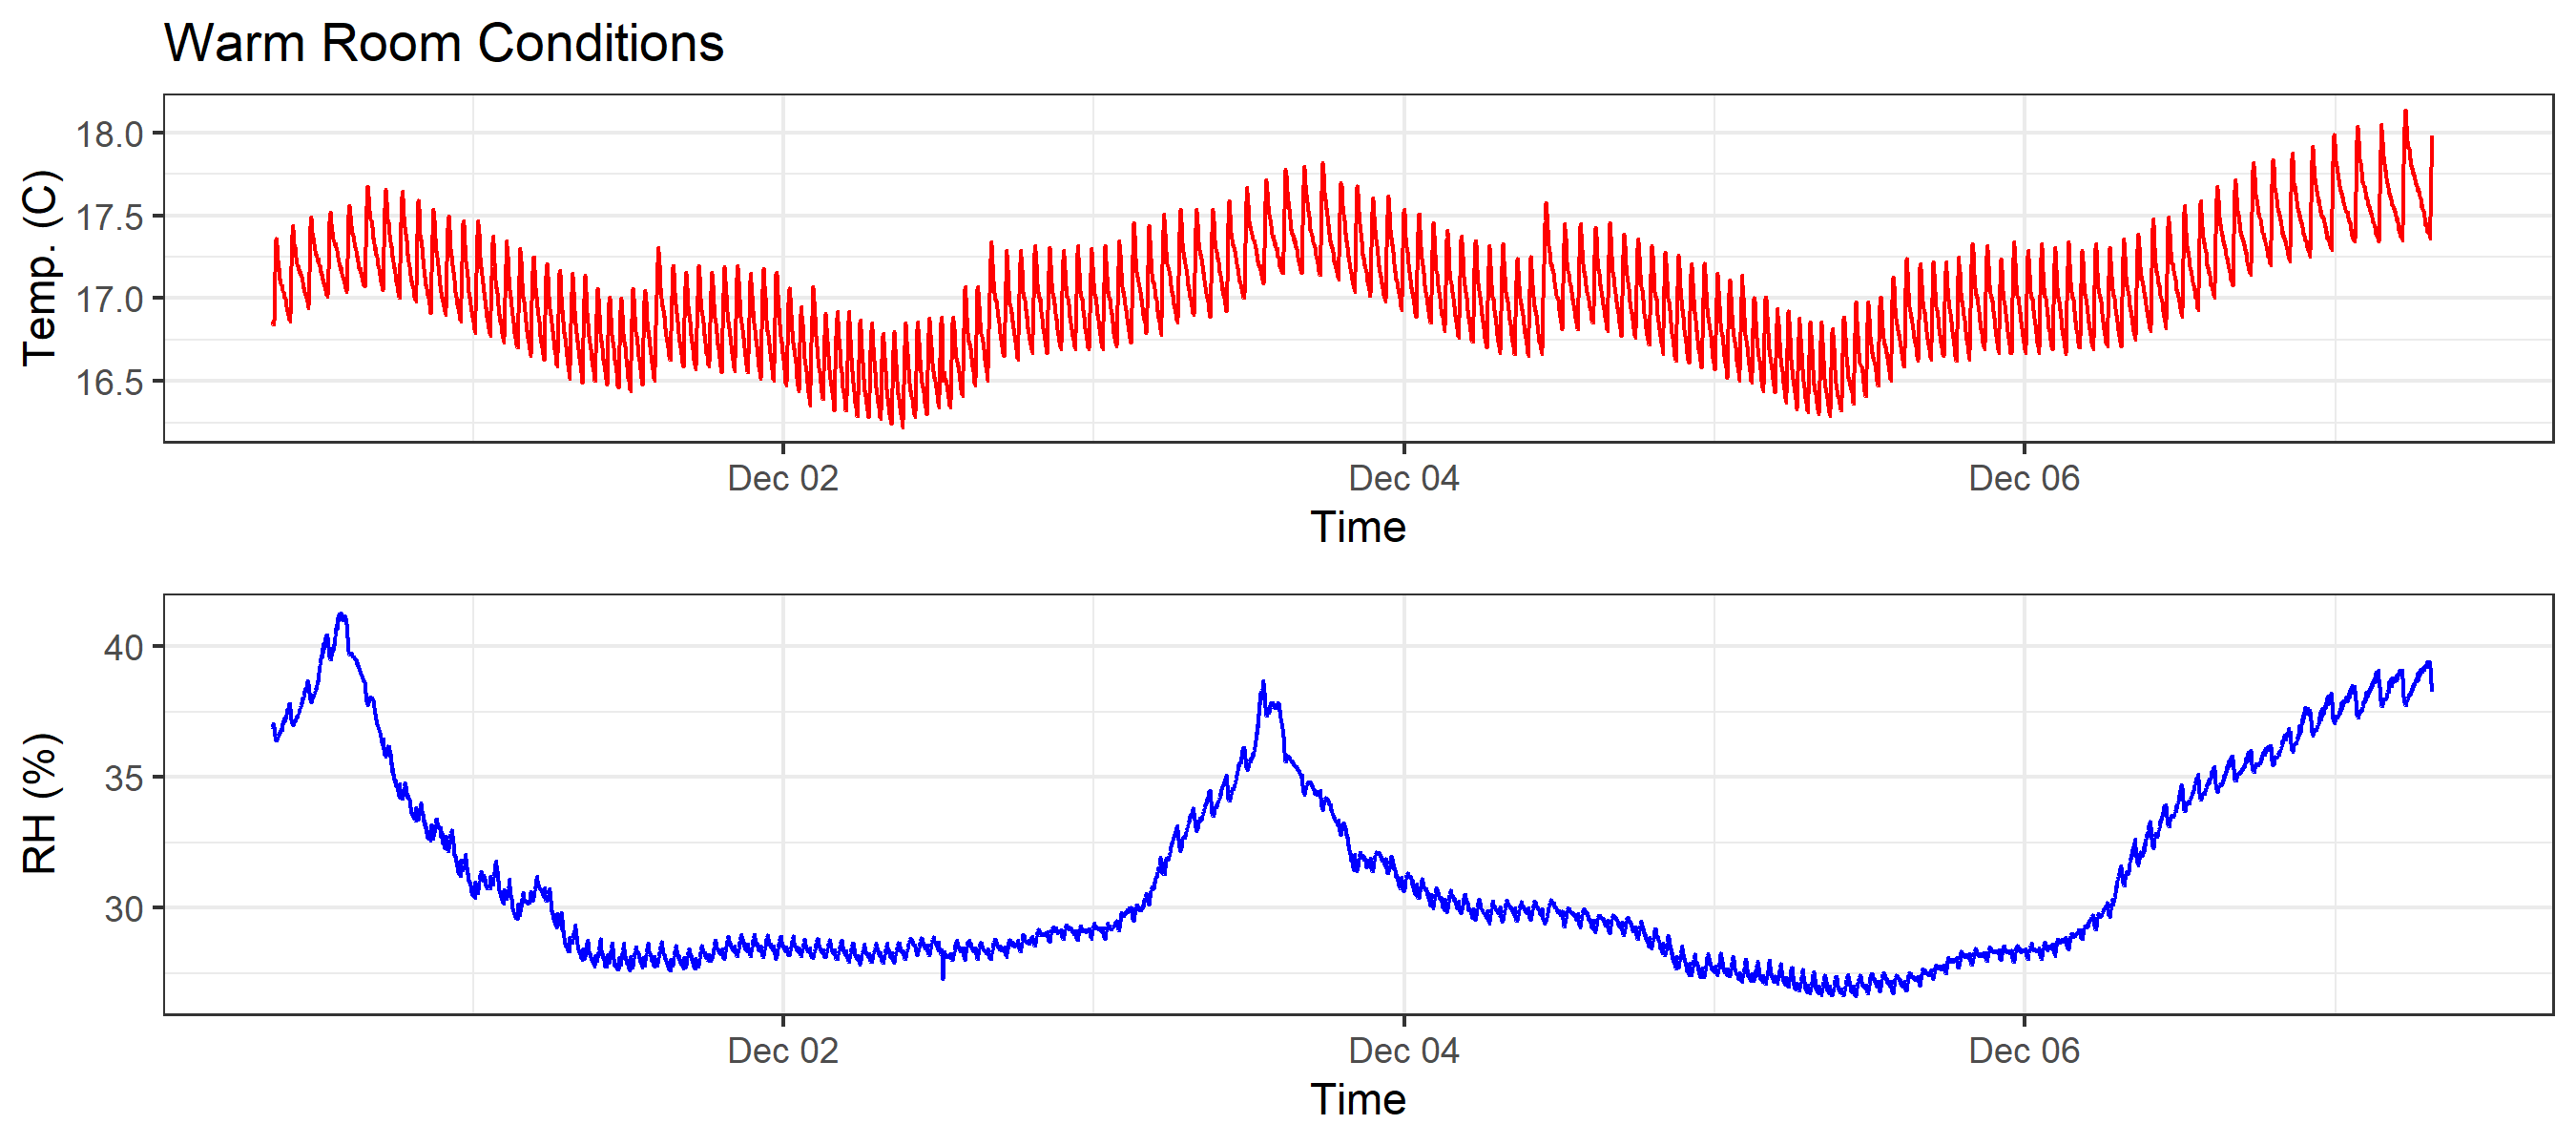 Warm Room Conditions
Temp. (C)
18.0
17.5
17.0
16.5
Dec 02 Dec 04 Dec 06
Time
RH (%)
40
35
30
Dec 02 Dec 04 Dec 06
Time